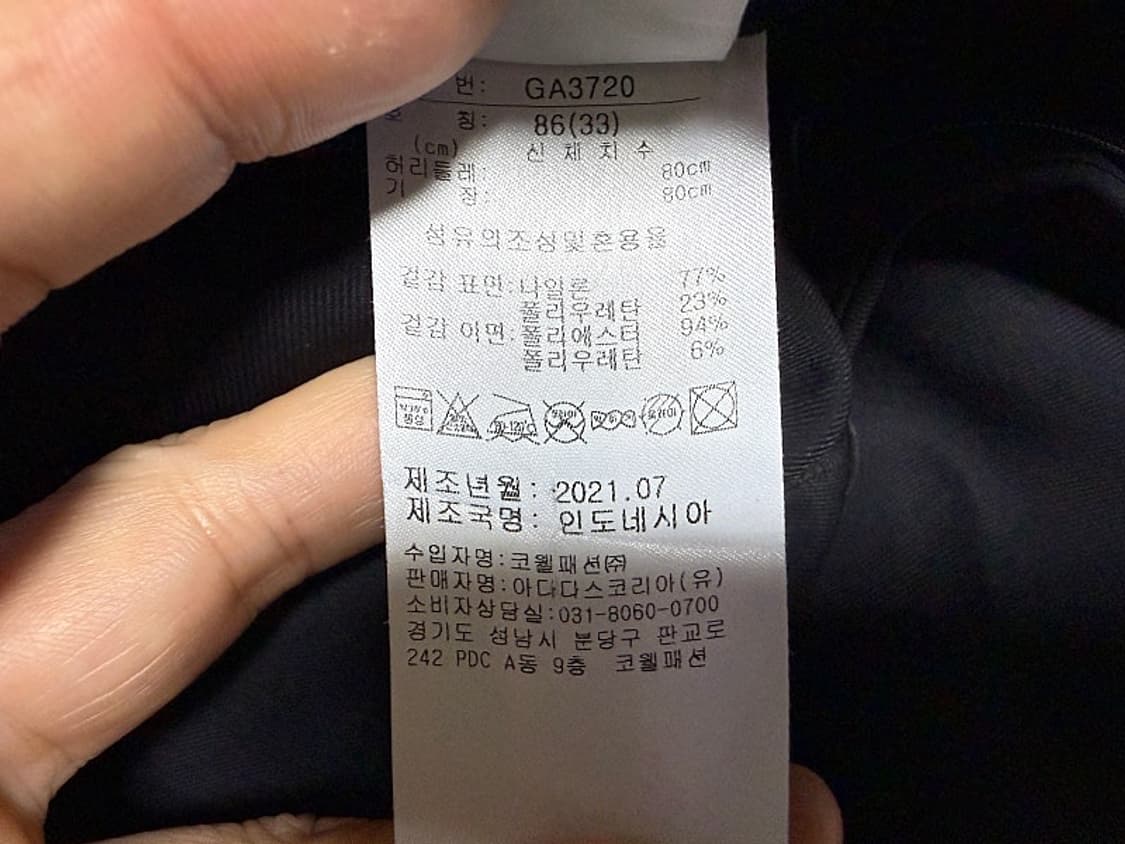 번: GA3720
호 칭: 86(33)
(cm) 신 체 치 수
허리둘레: 80cm
기 장: 80cm
섬유의조성및혼용율
겉감 표면:나일론 77%
폴리우레탄 23%
겉감 이면:폴리에스터 94%
폴리우레탄 6%
제조년월: 2021.07
제조국명: 인도네시아
수입자명:코웰패션㈜
판매자명:아디다스코리아(유)
소비자상담실:031-8060-0700
경기도 성남시 분당구 판교로
242 PDC A동 9층 코웰패션